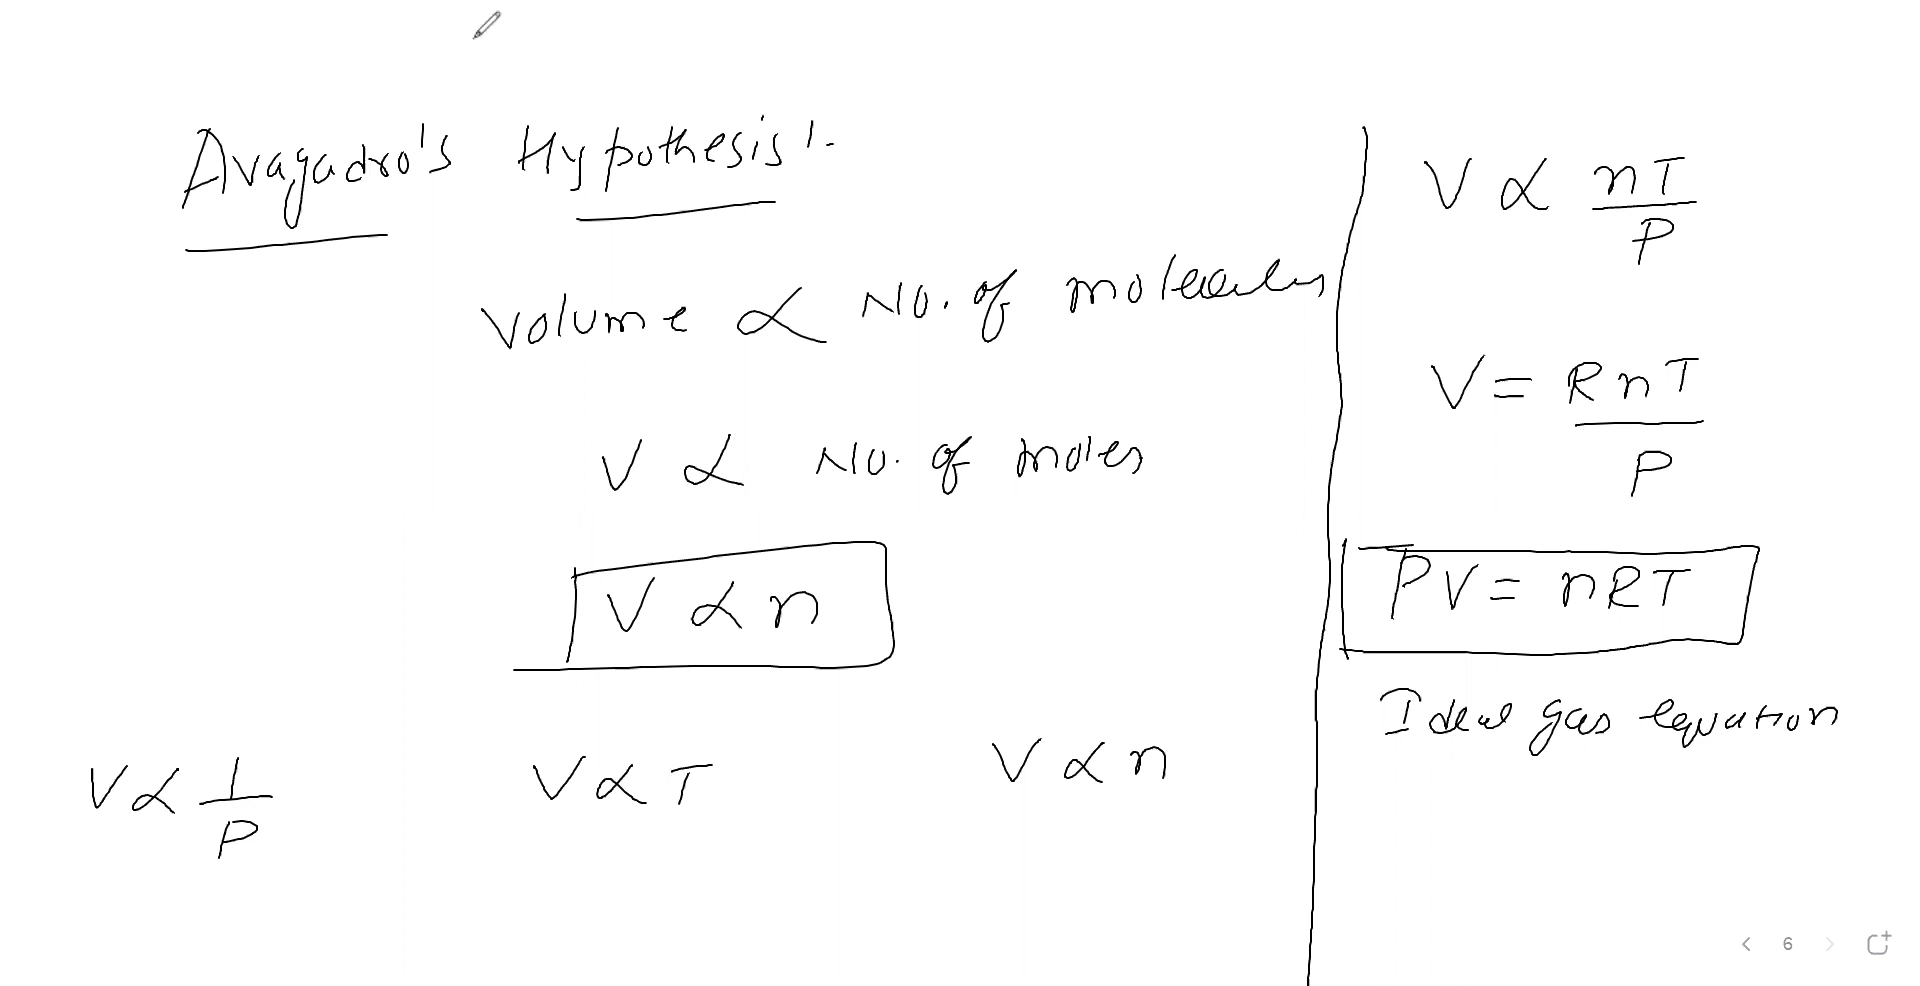 Avagadro's Hypothesis :-
Volume ∝ No. of molecules
V ∝ No. of moles
V ∝ n
V ∝ 1/P V ∝ T V ∝ n
V ∝ nT/P
V = RnT/P
PV = nRT
Ideal gas equation
6